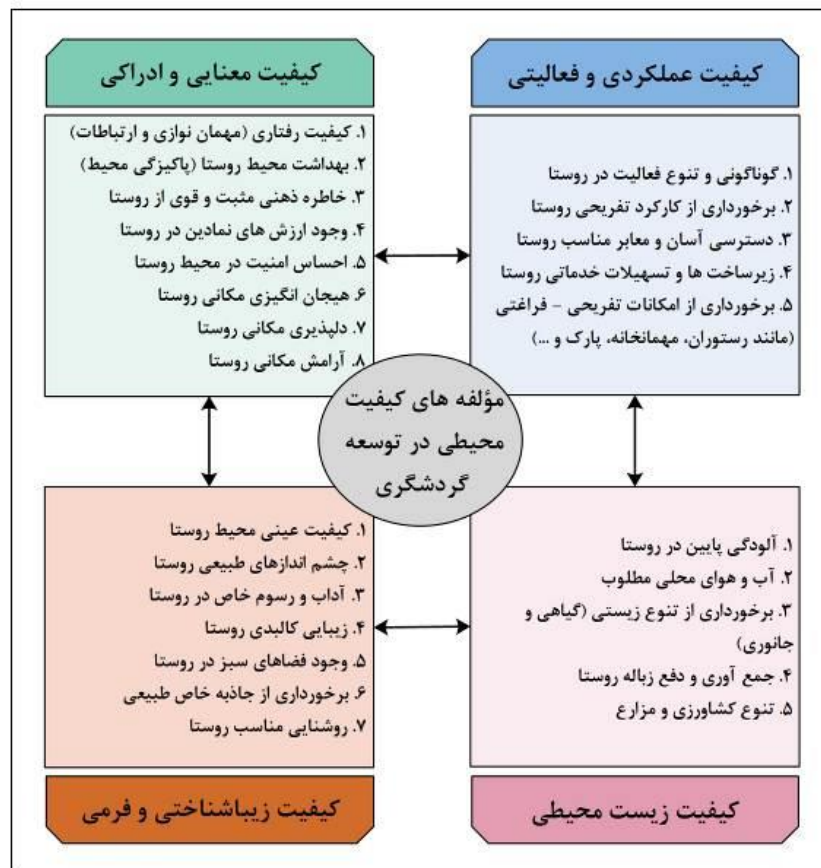 کیفیت عملکردی و فعالیتی
۱. گوناگونی و تنوع فعالیت در روستا
۲. برخورداری از کارکرد تفریحی روستا
۳. دسترسی آسان و معابر مناسب روستا
۴. زیرساخت ها و تسهیلات خدماتی روستا
۵. برخورداری از امکانات تفریحی – فراغتی
(مانند رستوران، مهمانخانه، پارک و ...)
کیفیت معنایی و ادراکی
۱. کیفیت رفتاری (مهمان نوازی و ارتباطات)
۲. بهداشت محیط روستا (پاکیزگی محیط)
۳. خاطره ذهنی مثبت و قوی از روستا
۴. وجود ارزش های نمادین در روستا
۵. احساس امنیت در محیط روستا
۶. هیجان انگیزی مکانی روستا
۷. دلپذیری مکانی روستا
۸. آرامش مکانی روستا
مؤلفه های کیفیت
محیطی در توسعه
گردشگری
۱. آلودگی پایین در روستا
۲. آب و هوای محلی مطلوب
۳. برخورداری از تنوع زیستی (گیاهی و
جانوری)
۴. جمع آوری و دفع زباله روستا
۵. تنوع کشاورزی و مزارع
کیفیت زیست محیطی
۱. کیفیت عینی محیط روستا
۲. چشم اندازهای طبیعی روستا
۳. آداب و رسوم خاص در روستا
۴. زیبایی کالبدی روستا
۵. وجود فضاهای سبز در روستا
۶. برخورداری از جاذبه خاص طبیعی
۷. روشنایی مناسب روستا
کیفیت زیباشناختی و فرمی